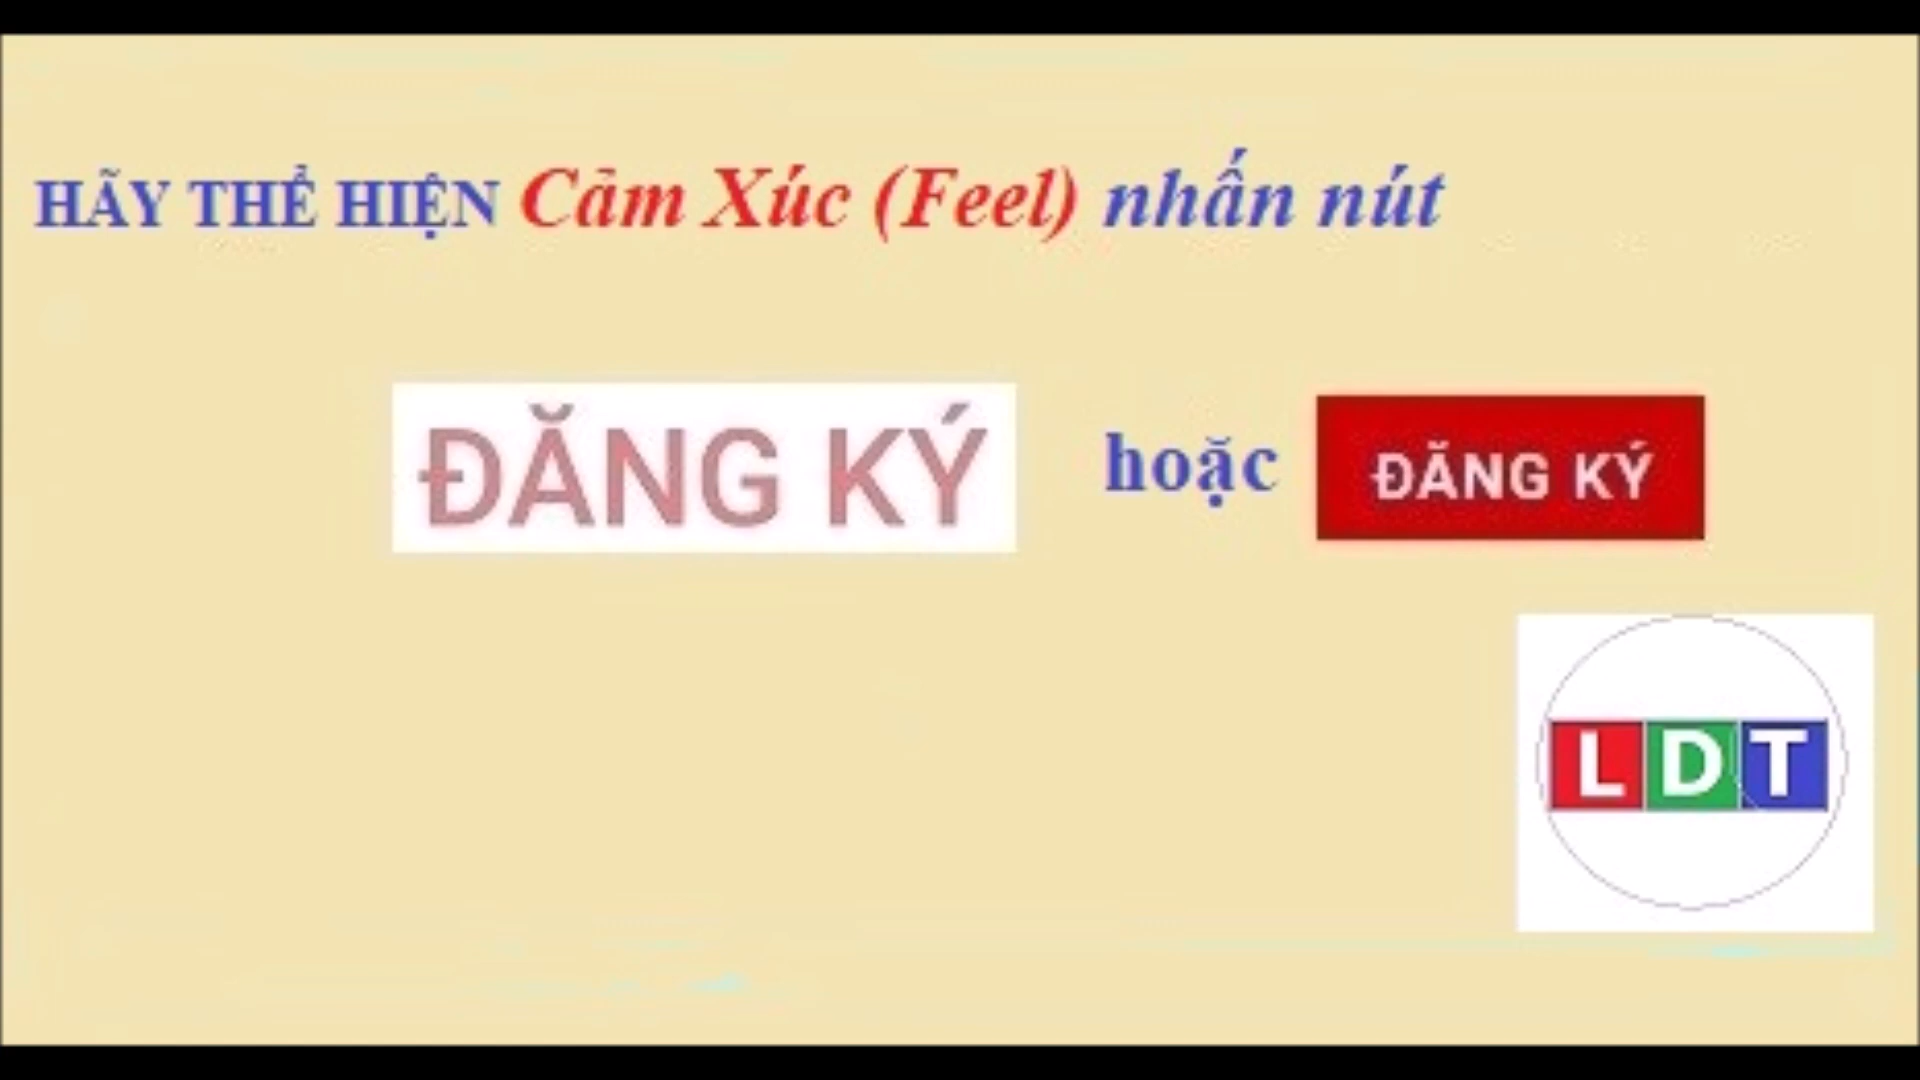 HÃY THỂ HIỆN Cảm Xúc (Feel) nhấn nút
ĐĂNG KÝ hoặc ĐĂNG KÝ
LDT